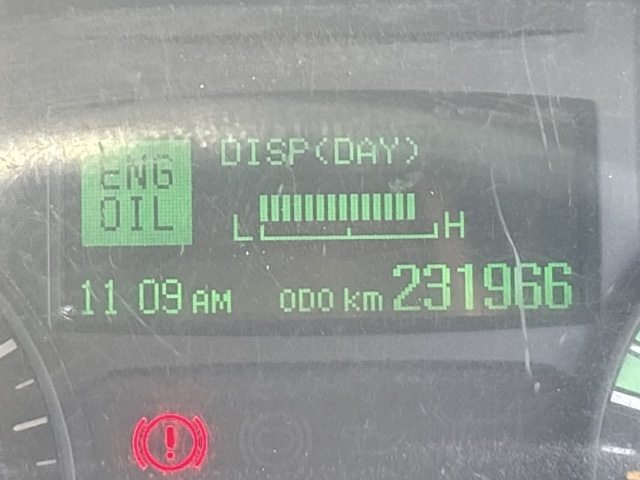 ENG
OIL
DISP(DAY)
L H
11 09 AM
ODO km 231966